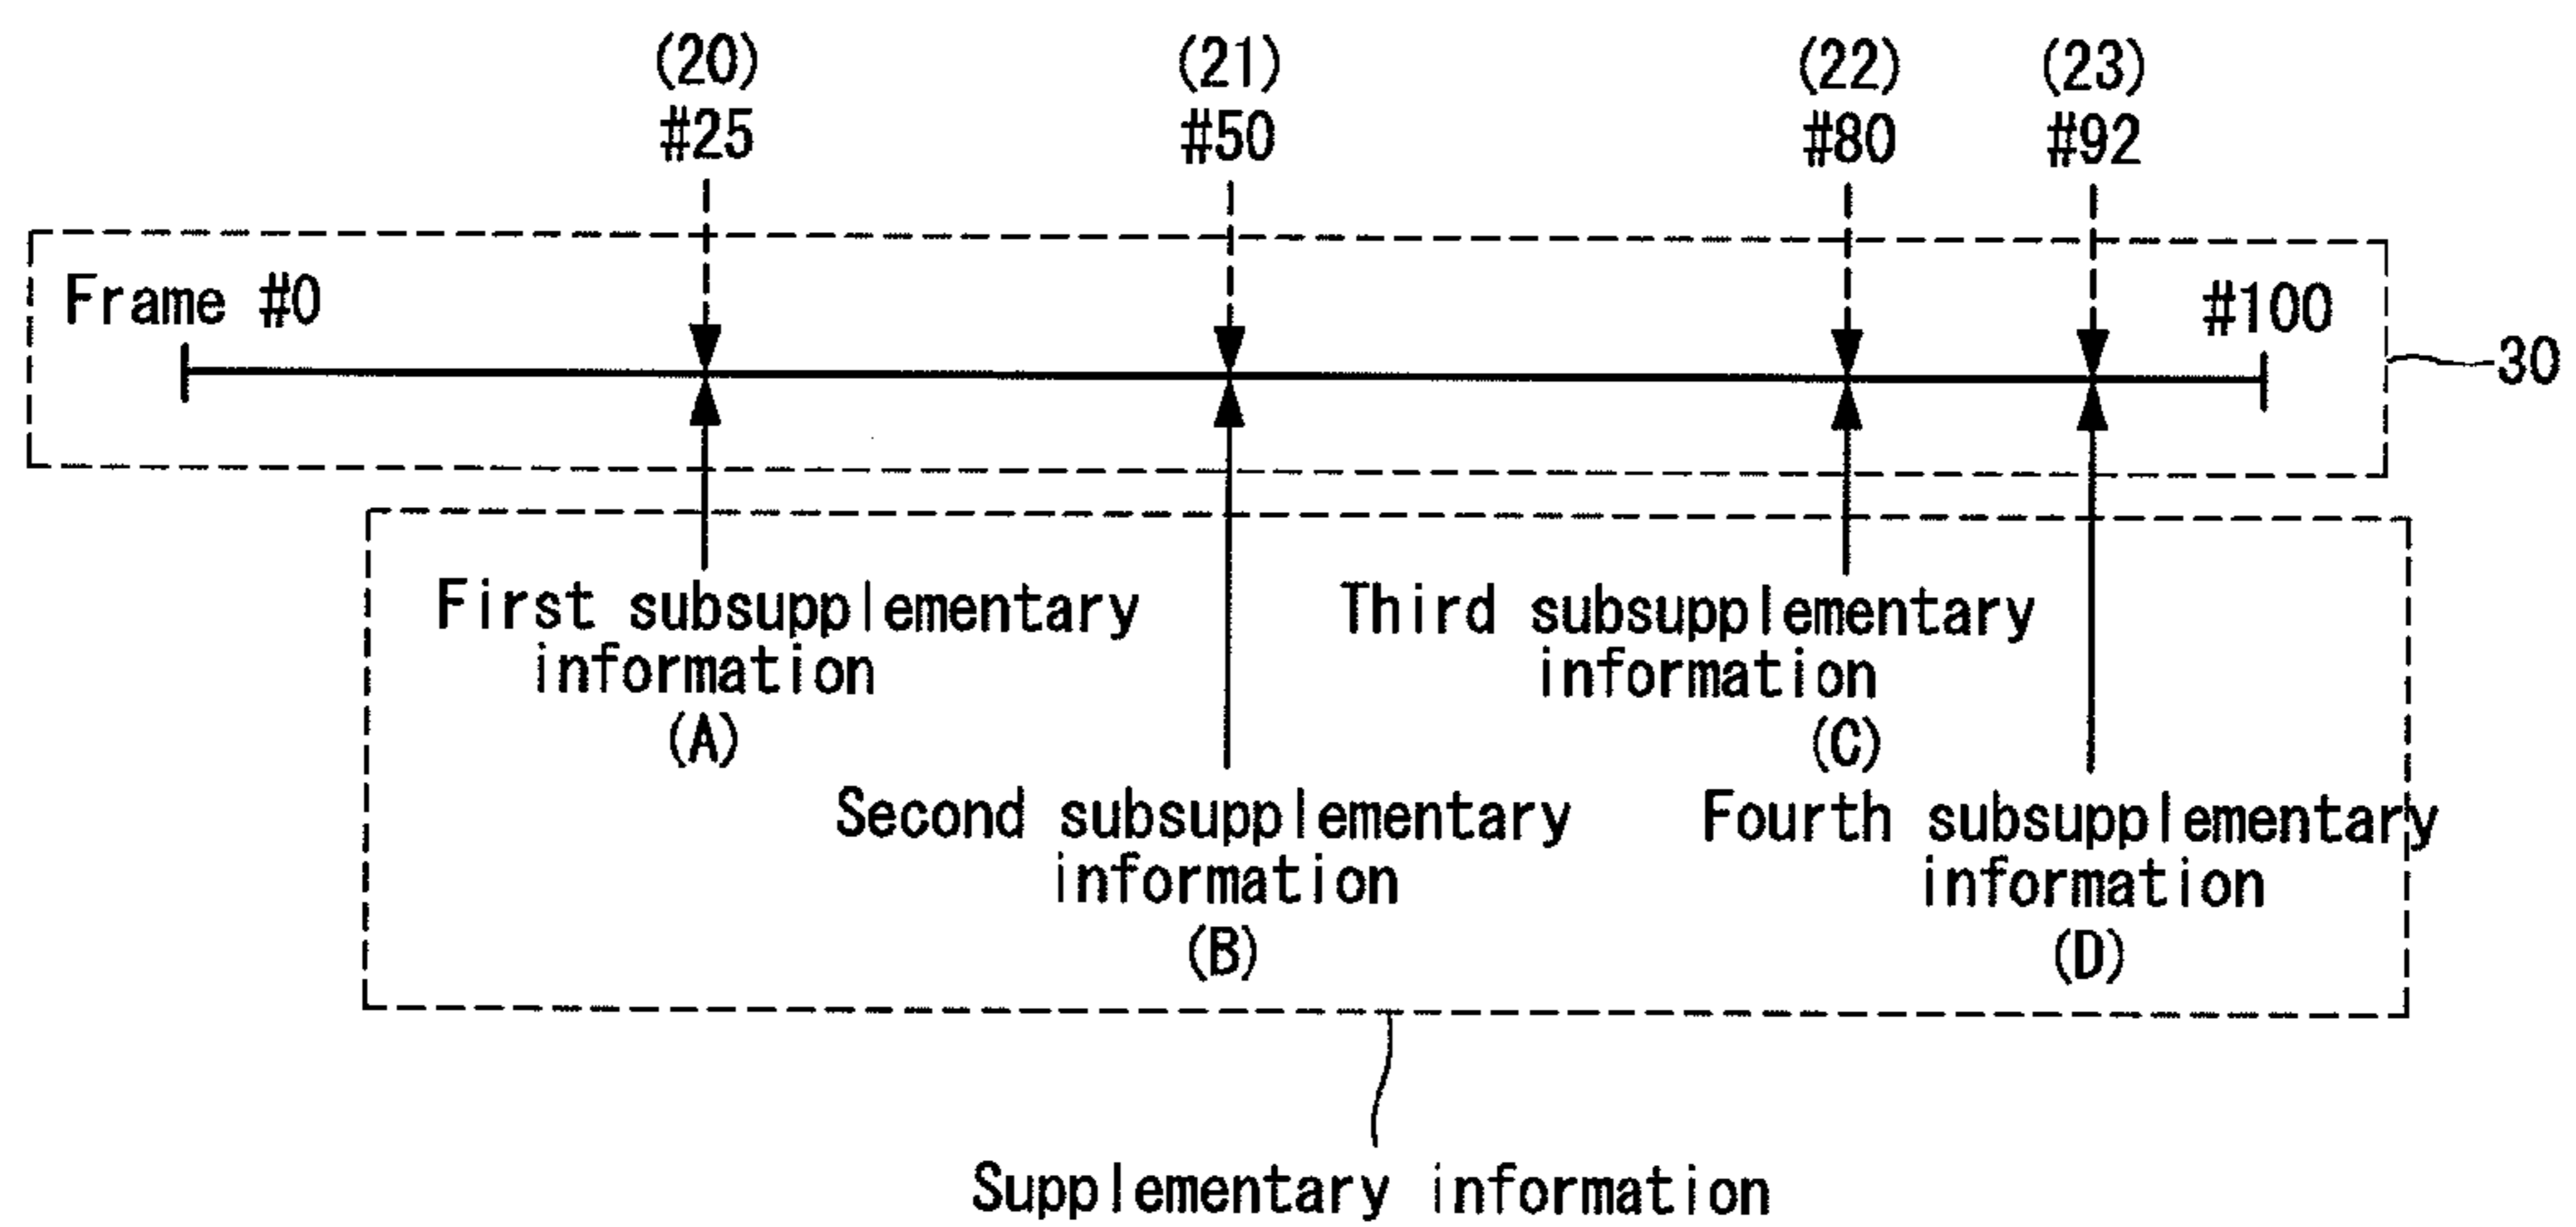 (20) (21) (22) (23)
#25 #50 #80 #92
Frame #0 #100
30
First subsupplementary
information
(A)
Third subsupplementary
information
(C)
Second subsupplementary
information
(B)
Fourth subsupplementary
information
(D)
Supplementary information